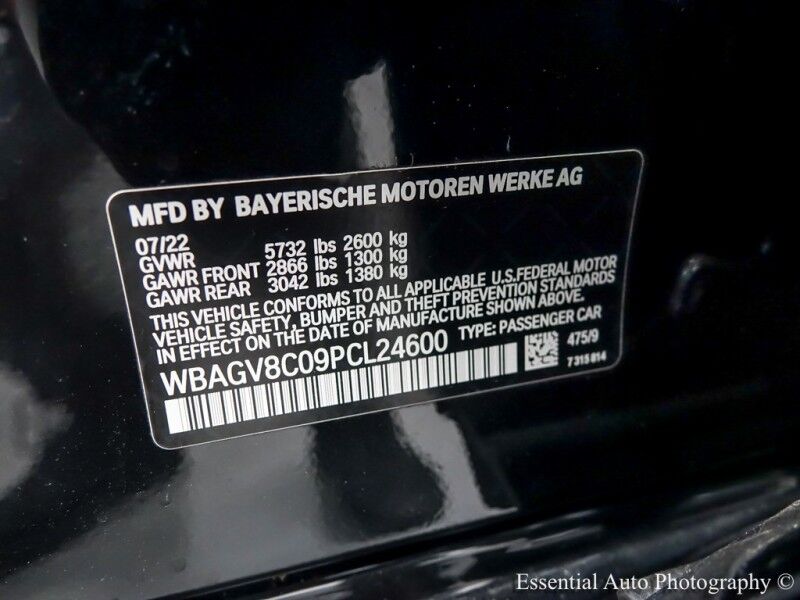 MFD BY BAYERISCHE MOTOREN WERKE AG
07/22
GVWR 5732 lbs 2600 kg
GAWR FRONT 2866 lbs 1300 kg
GAWR REAR 3042 lbs 1380 kg
THIS VEHICLE CONFORMS TO ALL APPLICABLE U.S.FEDERAL MOTOR
VEHICLE SAFETY, BUMPER AND THEFT PREVENTION STANDARDS
IN EFFECT ON THE DATE OF MANUFACTURE SHOWN ABOVE.
WBAGV8C09PCL24600 TYPE: PASSENGER CAR
475/9
7 315 814
Essential Auto Photography ©